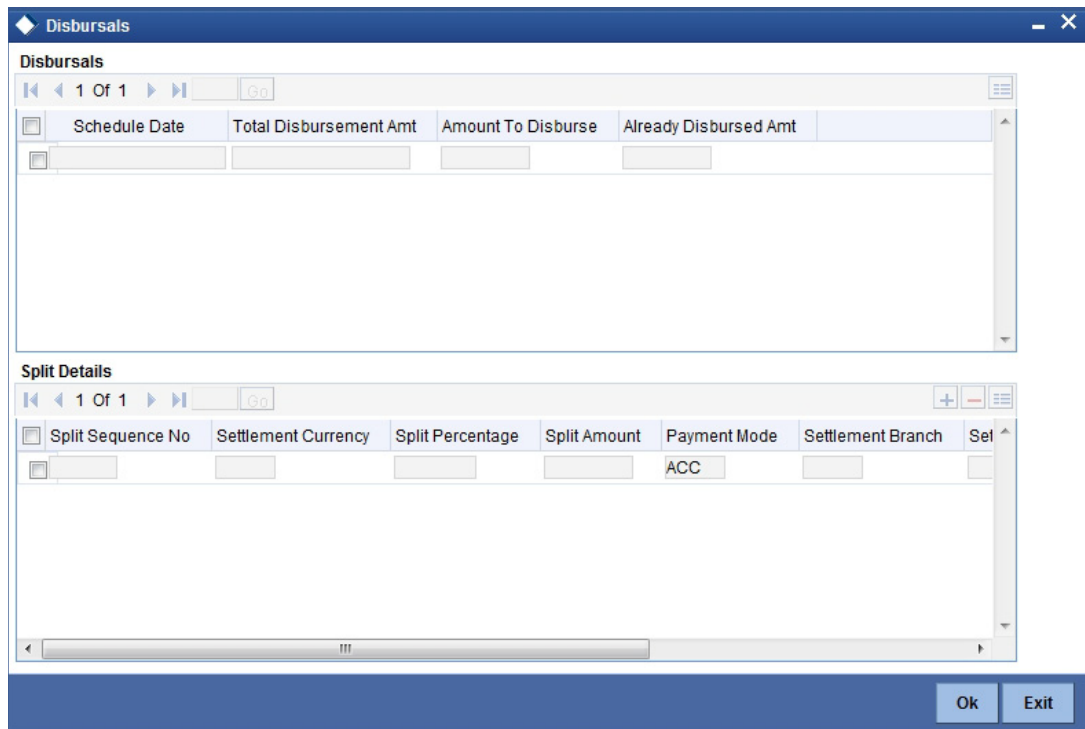 Disbursals
Disbursals
1 Of 1 Go
Schedule Date Total Disbursement Amt Amount To Disburse Already Disbursed Amt
Split Details
1 Of 1 Go
Split Sequence No Settlement Currency Split Percentage Split Amount Payment Mode Settlement Branch Set
ACC
Ok Exit